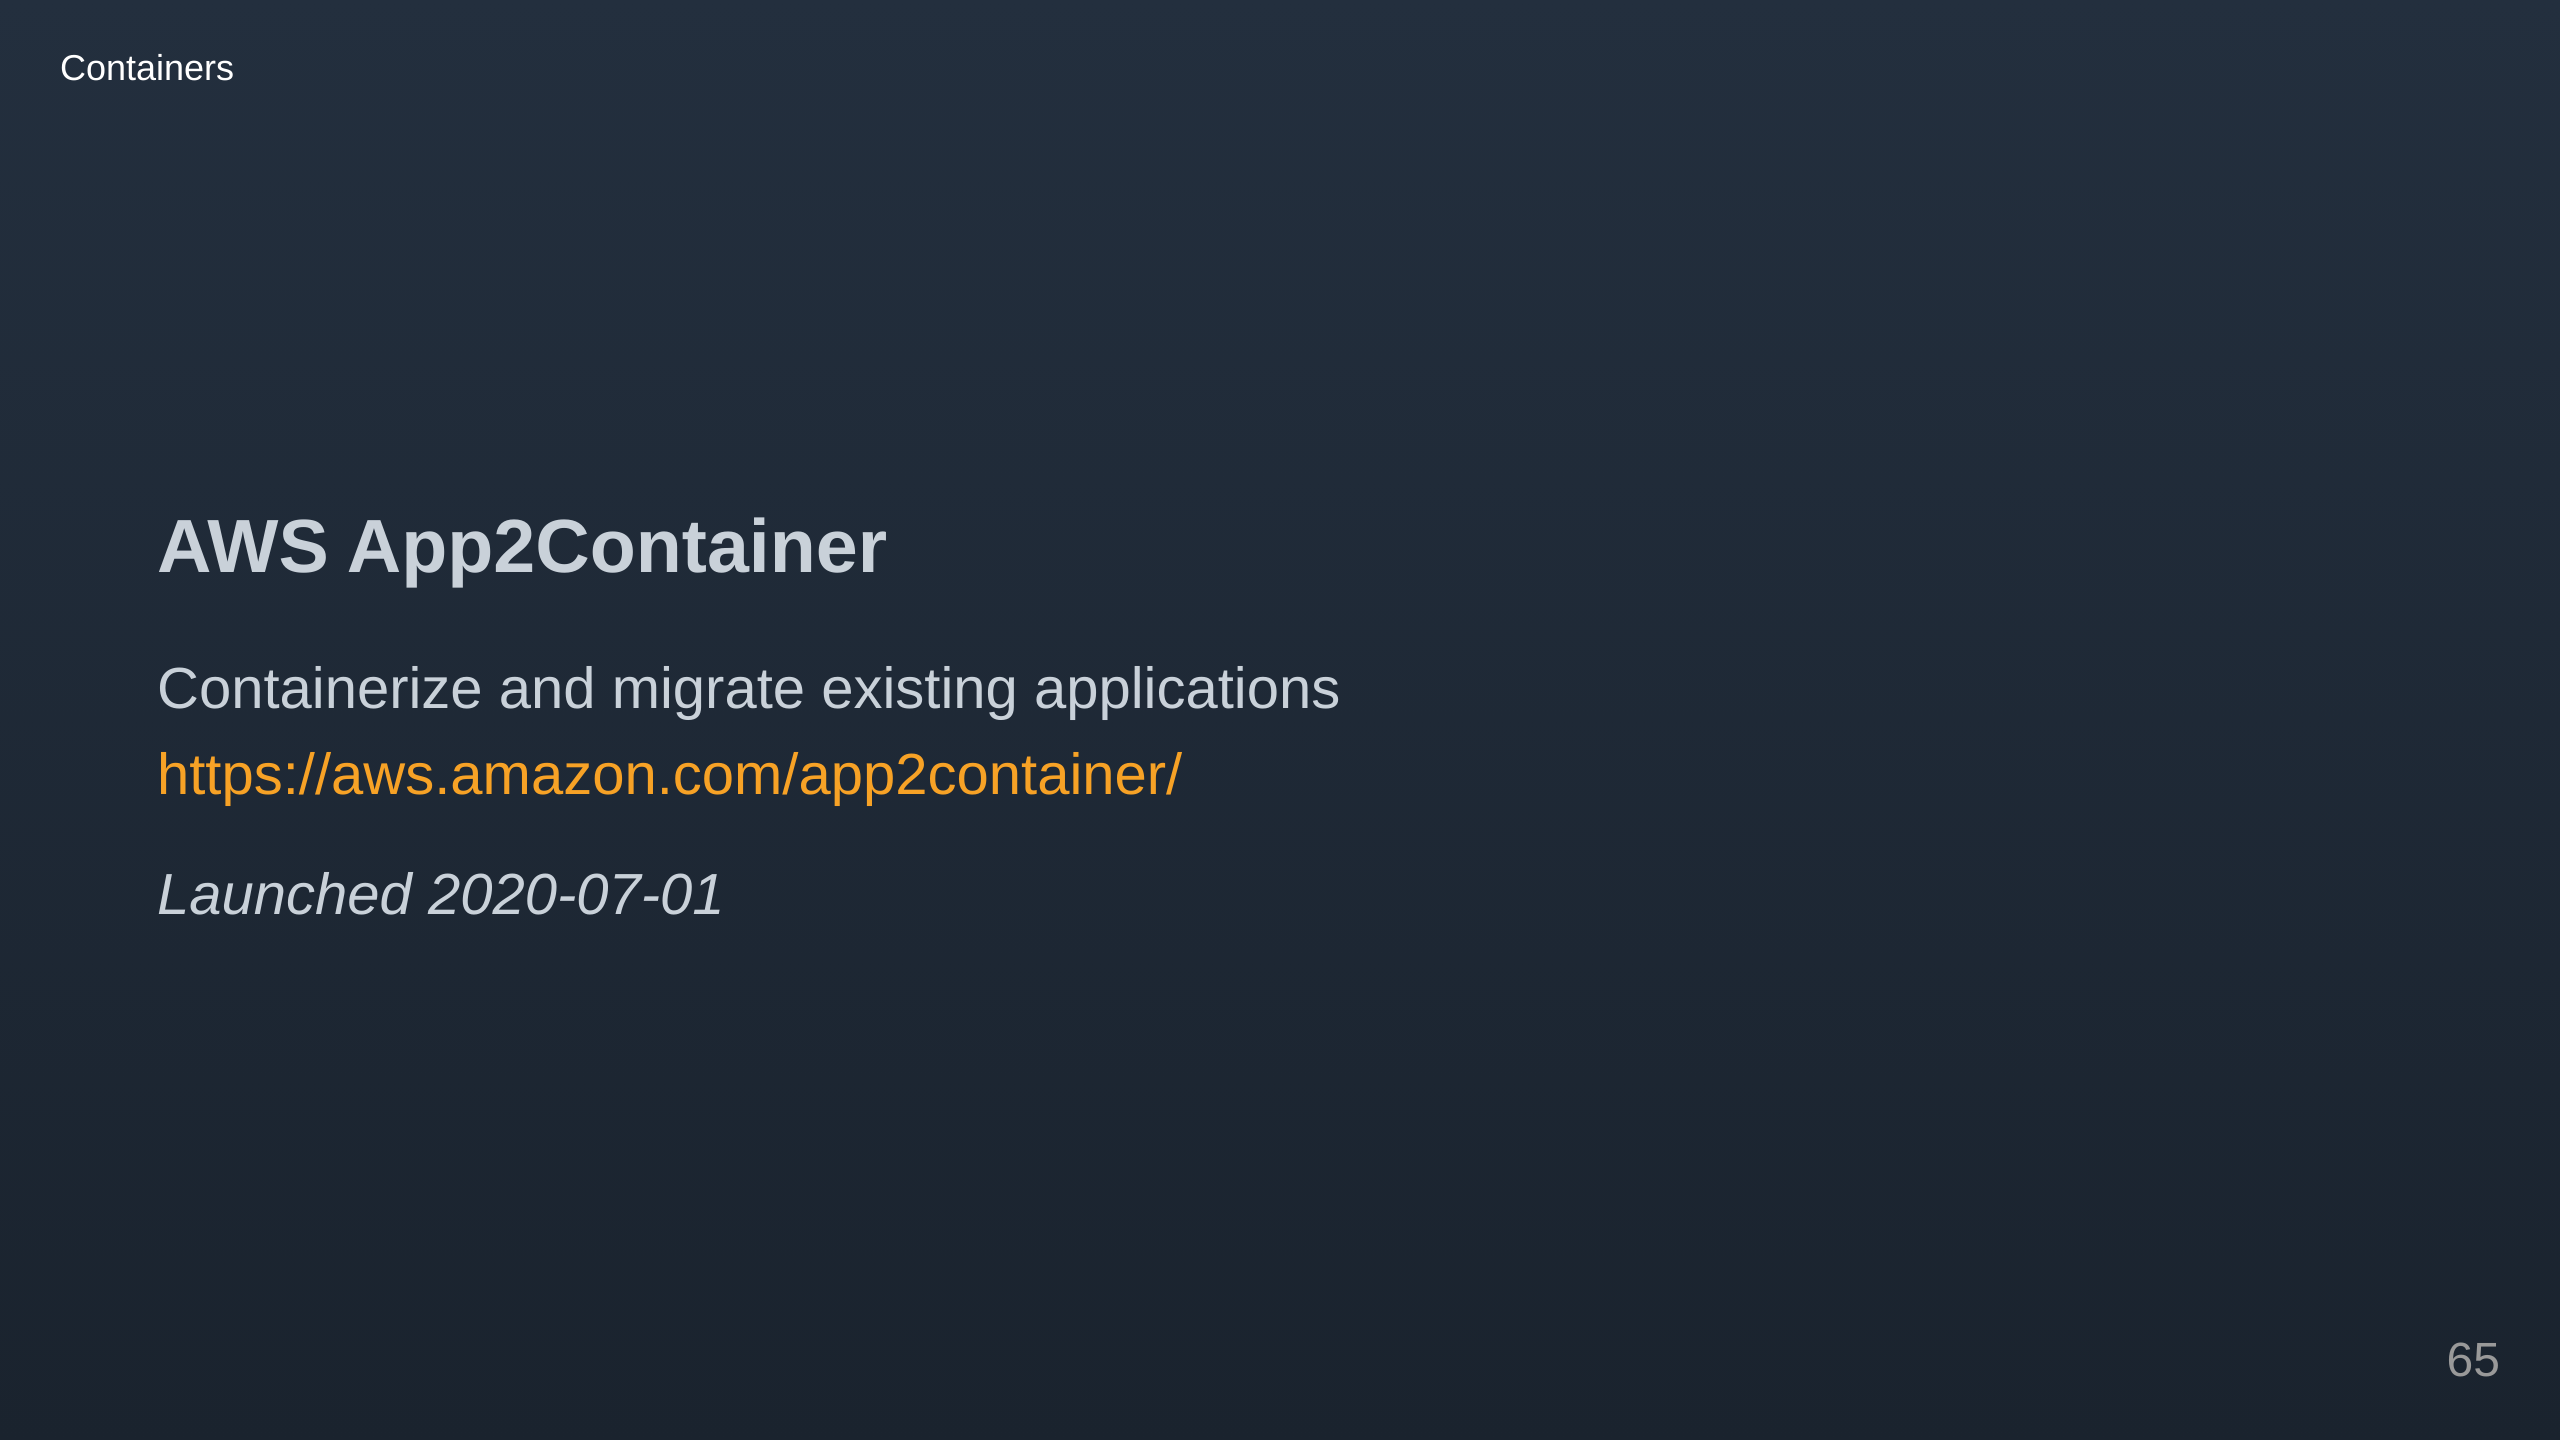 Containers
AWS App2Container
Containerize and migrate existing applications
https://aws.amazon.com/app2container/
Launched 2020-07-01
65